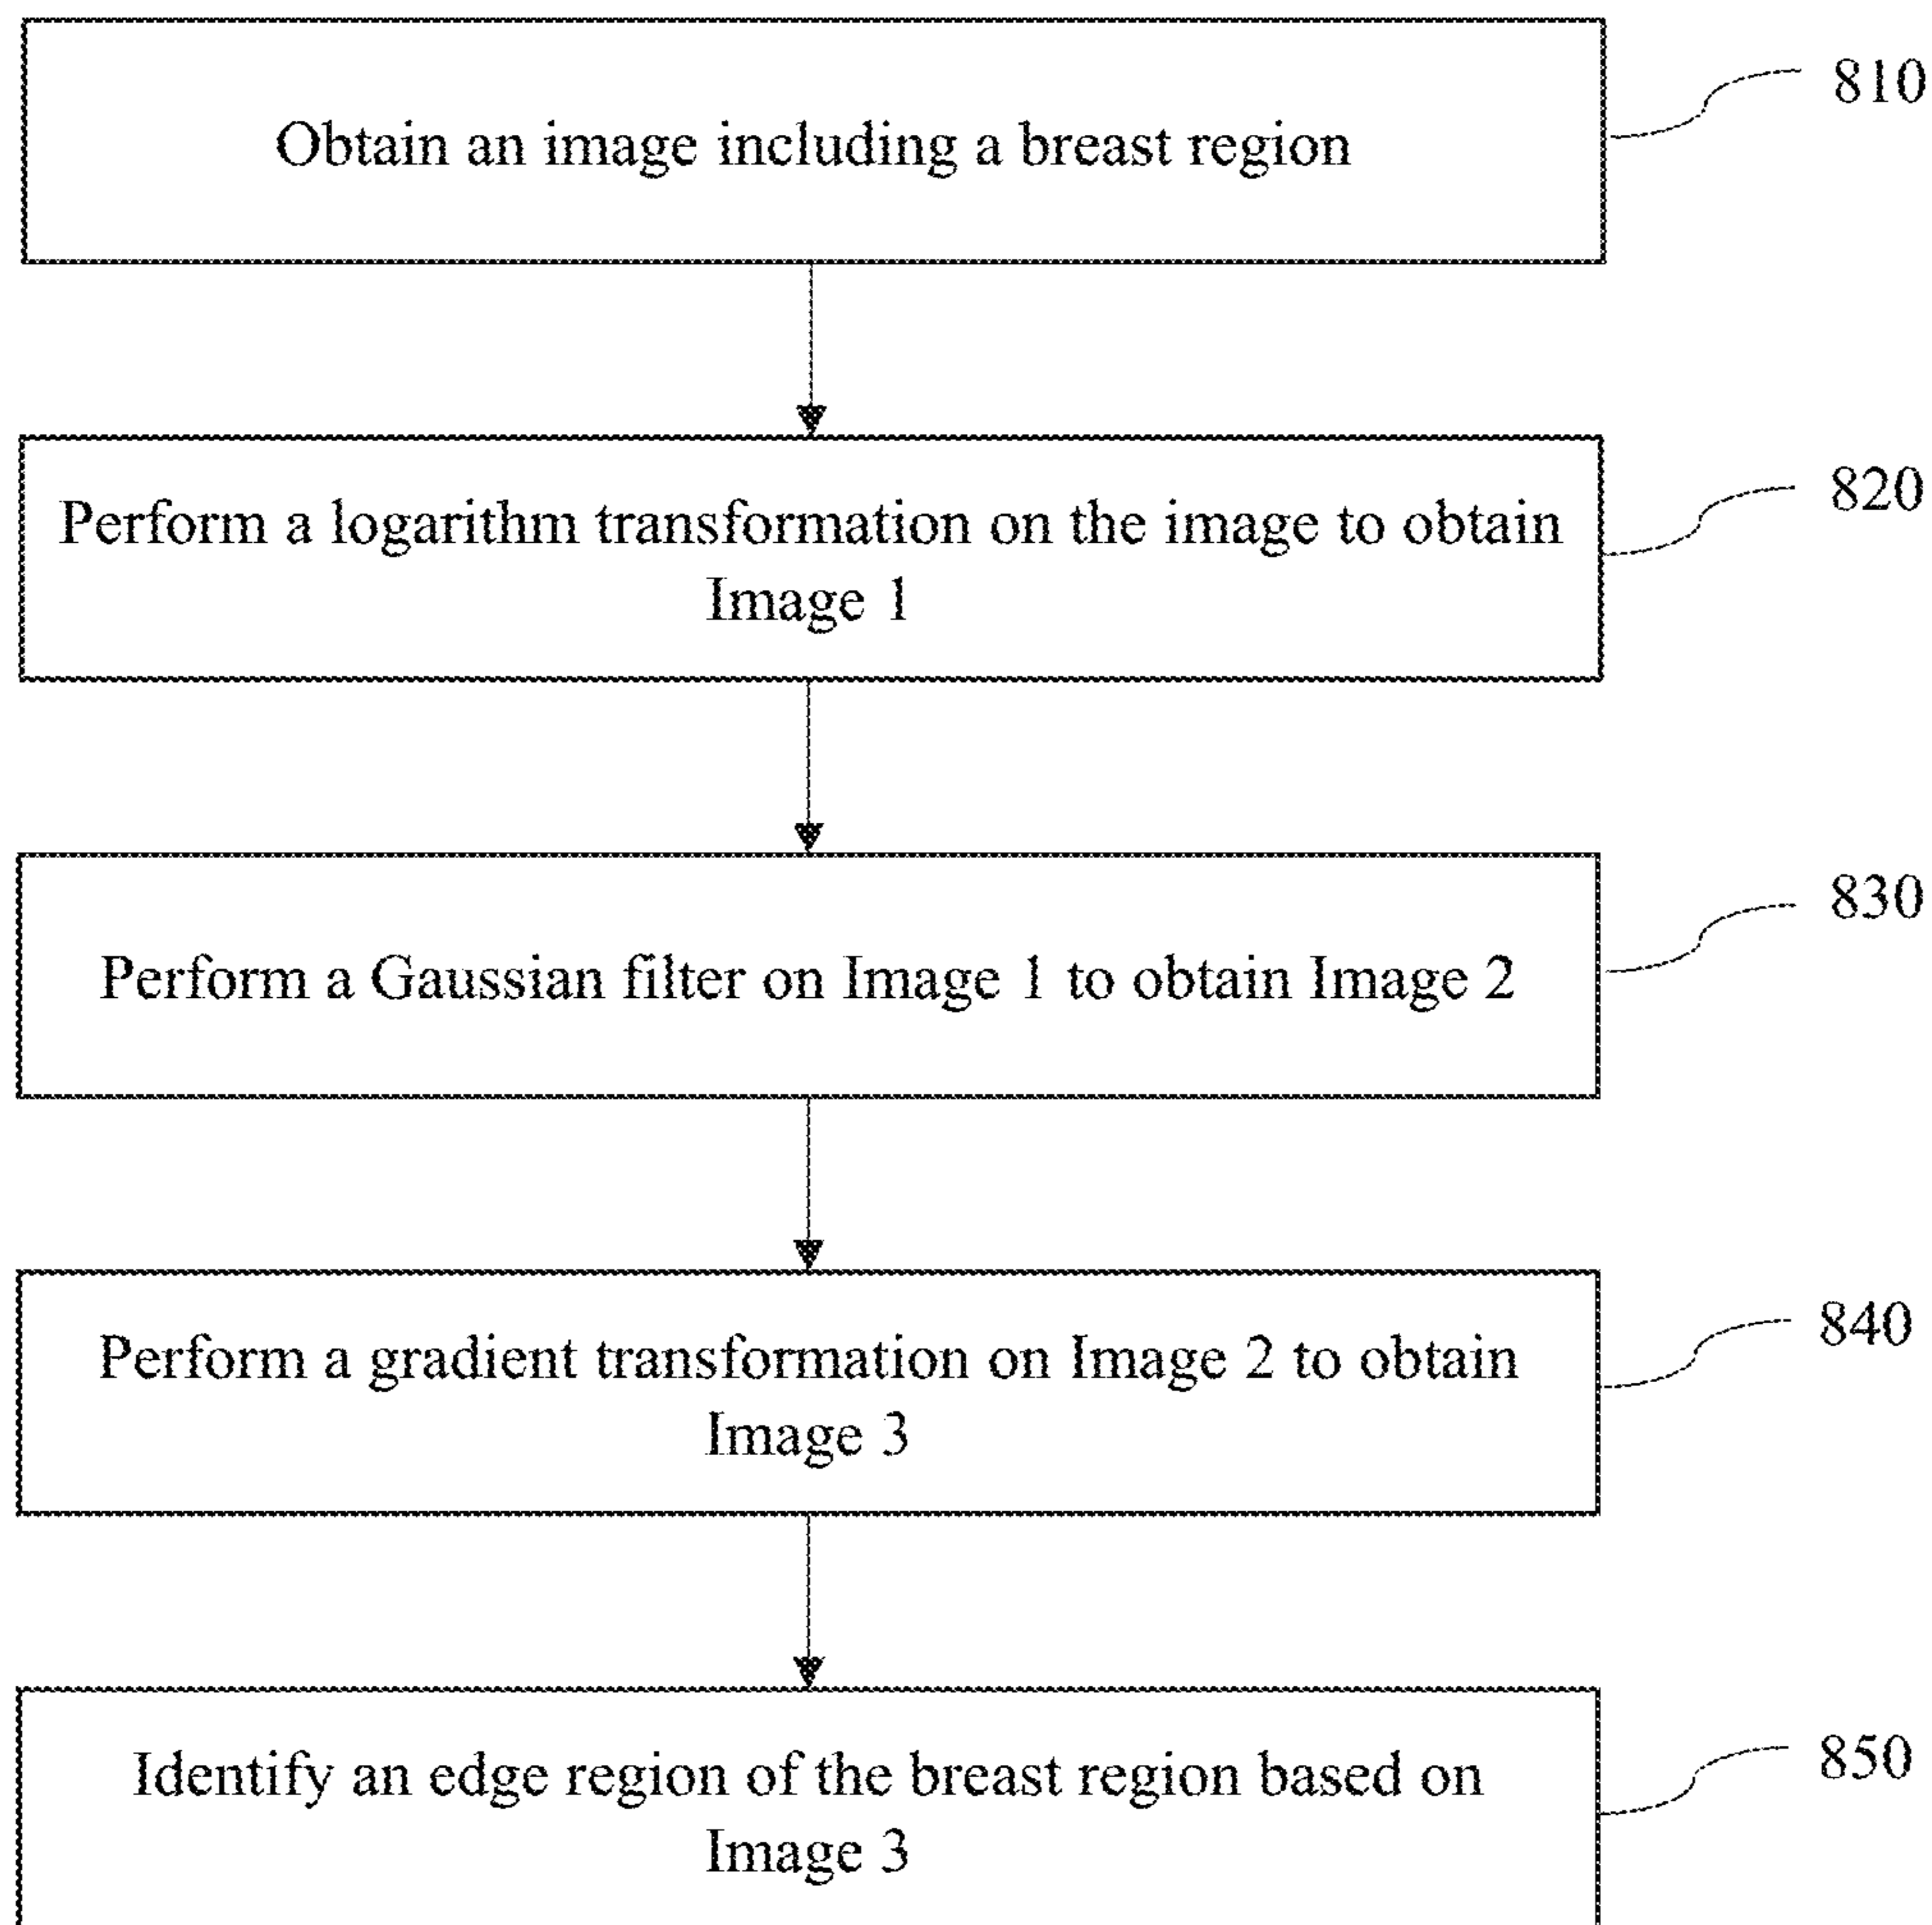 Obtain an image including a breast region
810
Perform a logarithm transformation on the image to obtain
Image 1
820
Perform a Gaussian filter on Image 1 to obtain Image 2
830
Perform a gradient transformation on Image 2 to obtain
Image 3
840
Identify an edge region of the breast region based on
Image 3
850